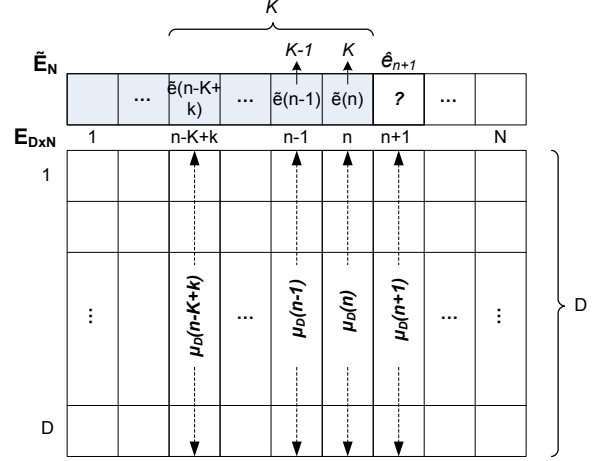 K
K-1 K ê_{n+1}
Ẽ_N
... ẽ(n-K+k) ... ẽ(n-1) ẽ(n) ? ...
E_{DxN} 1 n-K+k n-1 n n+1 N
1
⋮ μ_D(n-K+k) ... μ_D(n-1) μ_D(n) μ_D(n+1) ... ⋮ D
D